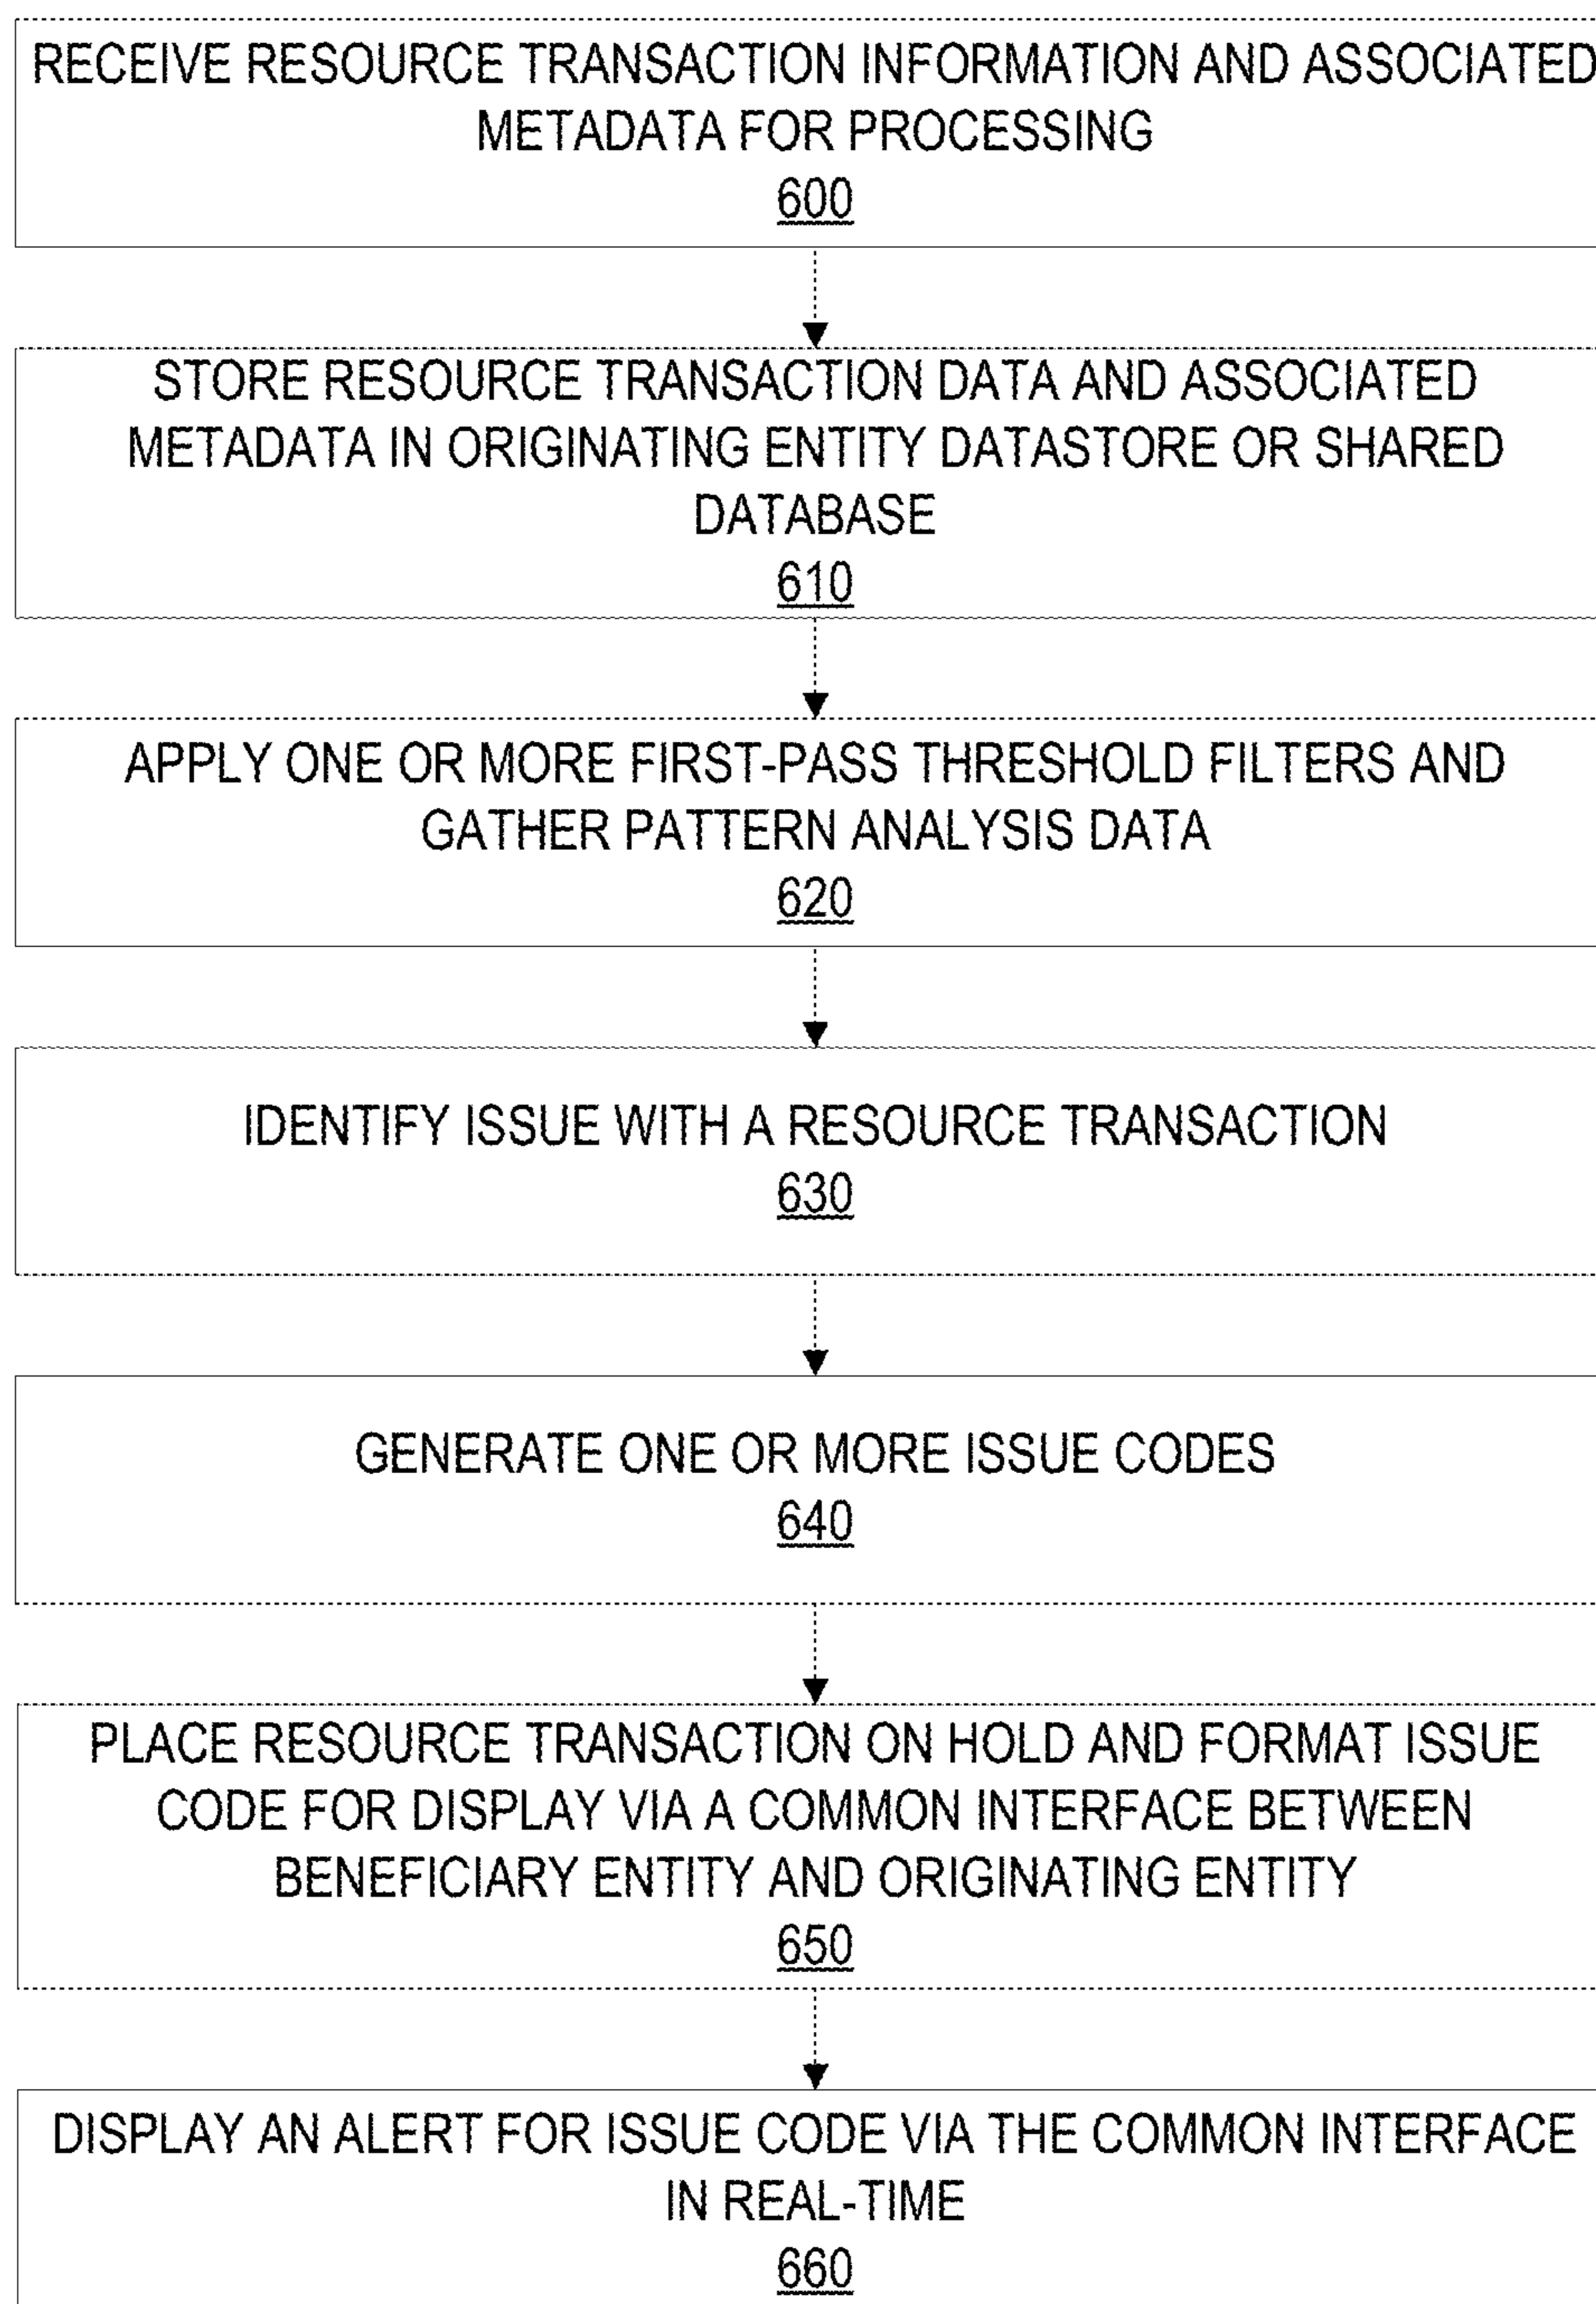 RECEIVE RESOURCE TRANSACTION INFORMATION AND ASSOCIATED
METADATA FOR PROCESSING
600
STORE RESOURCE TRANSACTION DATA AND ASSOCIATED
METADATA IN ORIGINATING ENTITY DATASTORE OR SHARED
DATABASE
610
APPLY ONE OR MORE FIRST-PASS THRESHOLD FILTERS AND
GATHER PATTERN ANALYSIS DATA
620
IDENTIFY ISSUE WITH A RESOURCE TRANSACTION
630
GENERATE ONE OR MORE ISSUE CODES
640
PLACE RESOURCE TRANSACTION ON HOLD AND FORMAT ISSUE
CODE FOR DISPLAY VIA A COMMON INTERFACE BETWEEN
BENEFICIARY ENTITY AND ORIGINATING ENTITY
650
DISPLAY AN ALERT FOR ISSUE CODE VIA THE COMMON INTERFACE
IN REAL-TIME
660